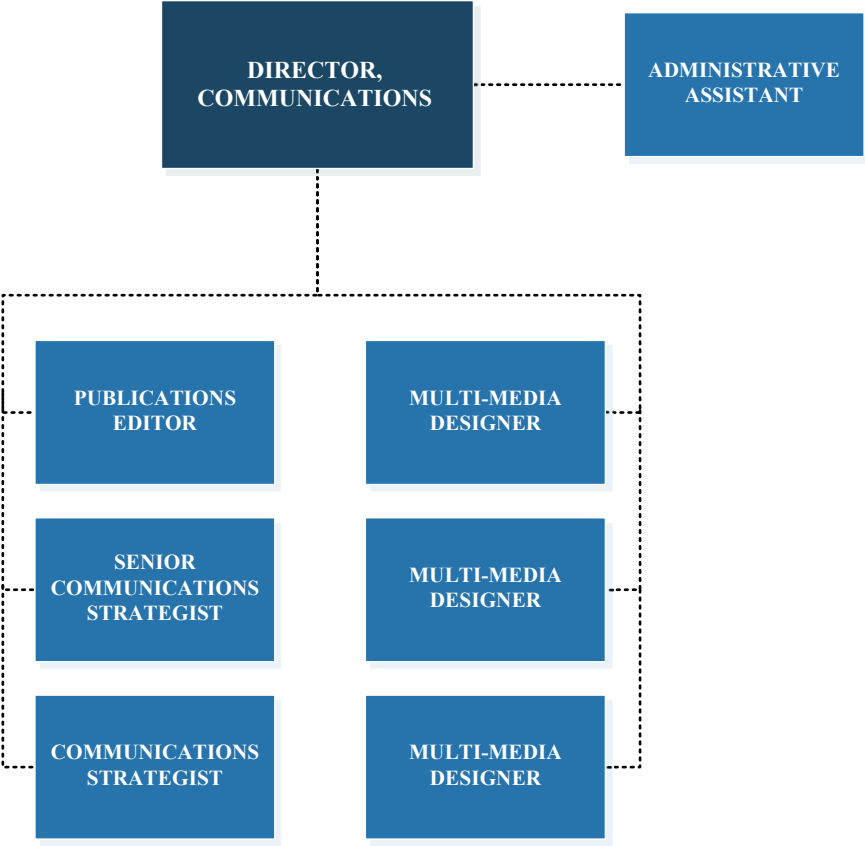 DIRECTOR,
COMMUNICATIONS
ADMINISTRATIVE
ASSISTANT
PUBLICATIONS
EDITOR
MULTI-MEDIA
DESIGNER
SENIOR
COMMUNICATIONS
STRATEGIST
MULTI-MEDIA
DESIGNER
COMMUNICATIONS
STRATEGIST
MULTI-MEDIA
DESIGNER